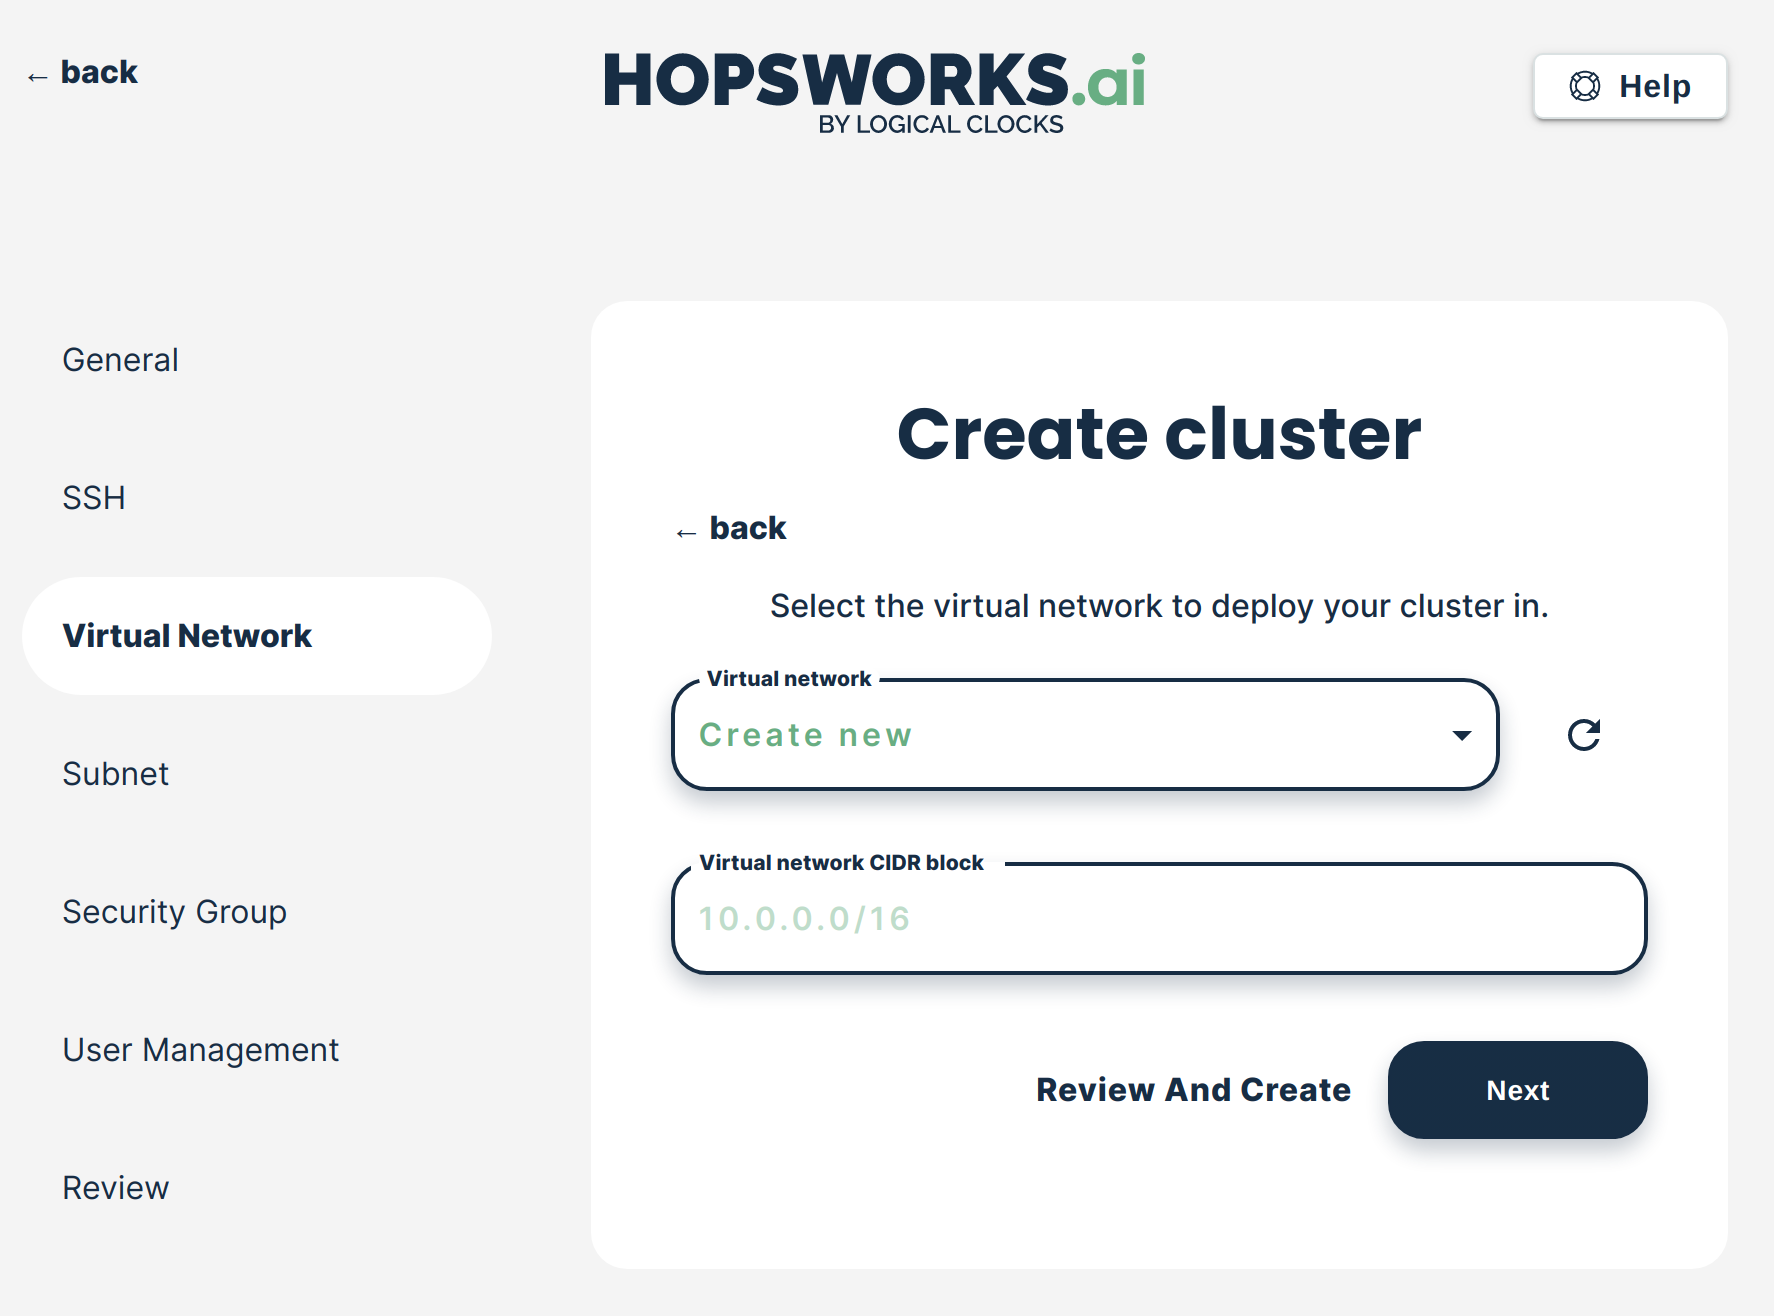 ← back
HOPSWORKS.ai
BY LOGICAL CLOCKS
Help
General
SSH
Virtual Network
Subnet
Security Group
User Management
Review
Create cluster
← back
Select the virtual network to deploy your cluster in.
Virtual network
Create new
Virtual network CIDR block
10.0.0.0/16
Review And Create
Next